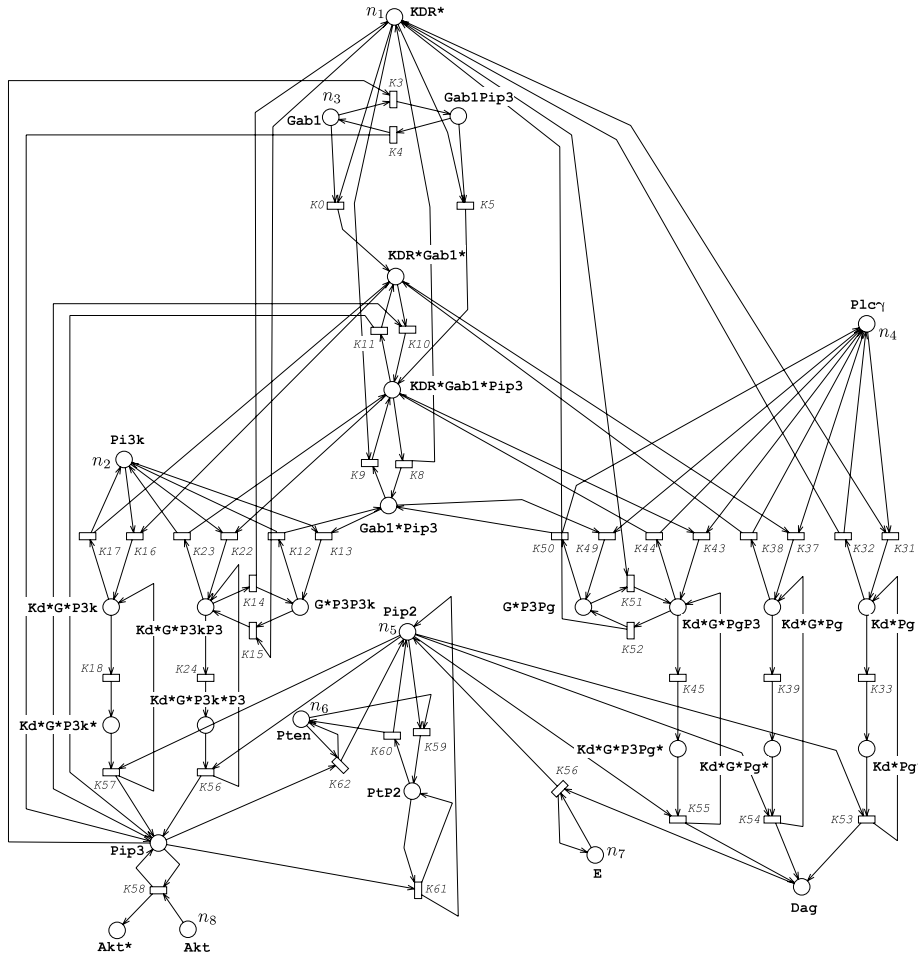 n1 KDR*
K3
n3 Gab1Pip3
Gab1
K4
K0 K5
KDR*Gab1*
Plcγ
n4
K11 K10
KDR*Gab1*Pip3
Pi3k
n2
K9 K8
Gab1*Pip3
K17 K16 K23 K22 K12 K13 K50 K49 K44 K43 K38 K37 K32 K31
K14 K51
Kd*G*P3k G*P3P3k Pip2 G*P3Pg Kd*G*PgP3 Kd*G*Pg Kd*Pg
Kd*G*P3kP3 n5
K15 K52
K18 K24 K45 K39 K33
Kd*G*P3k*P3
Kd*G*P3k* n6
Pten K60 K59
Kd*G*P3Pg* Kd*G*Pg* Kd*Pg
K57 K56 K62 K56
PtP2
K55 K54 K53
Pip3 n7
E
K58 K61
n8 Dag
Akt* Akt